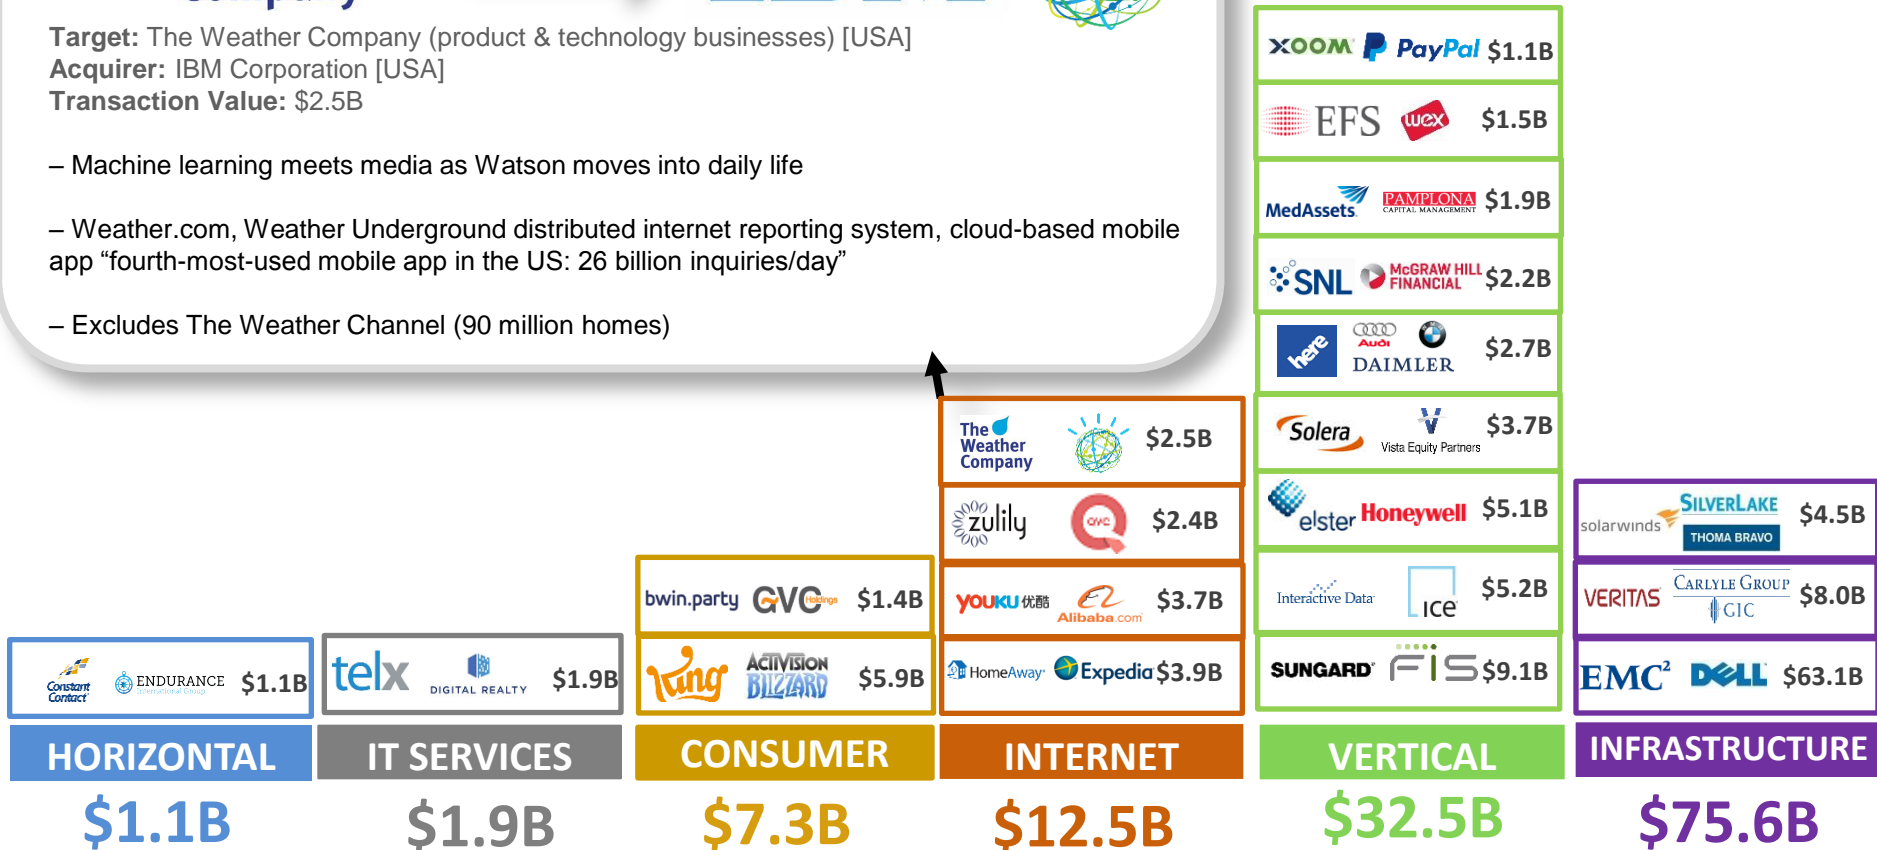 Company
IBM
Target: The Weather Company (product & technology businesses) [USA]
Acquirer: IBM Corporation [USA]
Transaction Value: $2.5B
– Machine learning meets media as Watson moves into daily life
– Weather.com, Weather Underground distributed internet reporting system, cloud-based mobile
app “fourth-most-used mobile app in the US: 26 billion inquiries/day”
– Excludes The Weather Channel (90 million homes)
Constant
Contact
ENDURANCE
International Group
$1.1B
HORIZONTAL
$1.1B
telx
DIGITAL REALTY
$1.9B
IT SERVICES
$1.9B
bwin.party
GVC
Holdings
$1.4B
King
ACTIVISION
BLIZZARD
$5.9B
CONSUMER
$7.3B
The
Weather
Company
$2.5B
zulily
QVC
$2.4B
YOUKU 优酷
Alibaba.com
$3.7B
HomeAway
Expedia
$3.9B
INTERNET
$12.5B
XOOM
PayPal
$1.1B
EFS
wex
$1.5B
MedAssets
PAMPLONA
CAPITAL MANAGEMENT
$1.9B
SNL
McGRAW HILL
FINANCIAL
$2.2B
here
Audi
BMW
DAIMLER
$2.7B
Solera
Vista Equity Partners
$3.7B
elster
Honeywell
$5.1B
Interactive Data
ice
$5.2B
SUNGARD
FIS
$9.1B
VERTICAL
$32.5B
solarwinds
SILVERLAKE
THOMA BRAVO
$4.5B
VERITAS
CARLYLE GROUP
GIC
$8.0B
EMC²
DELL
$63.1B
INFRASTRUCTURE
$75.6B